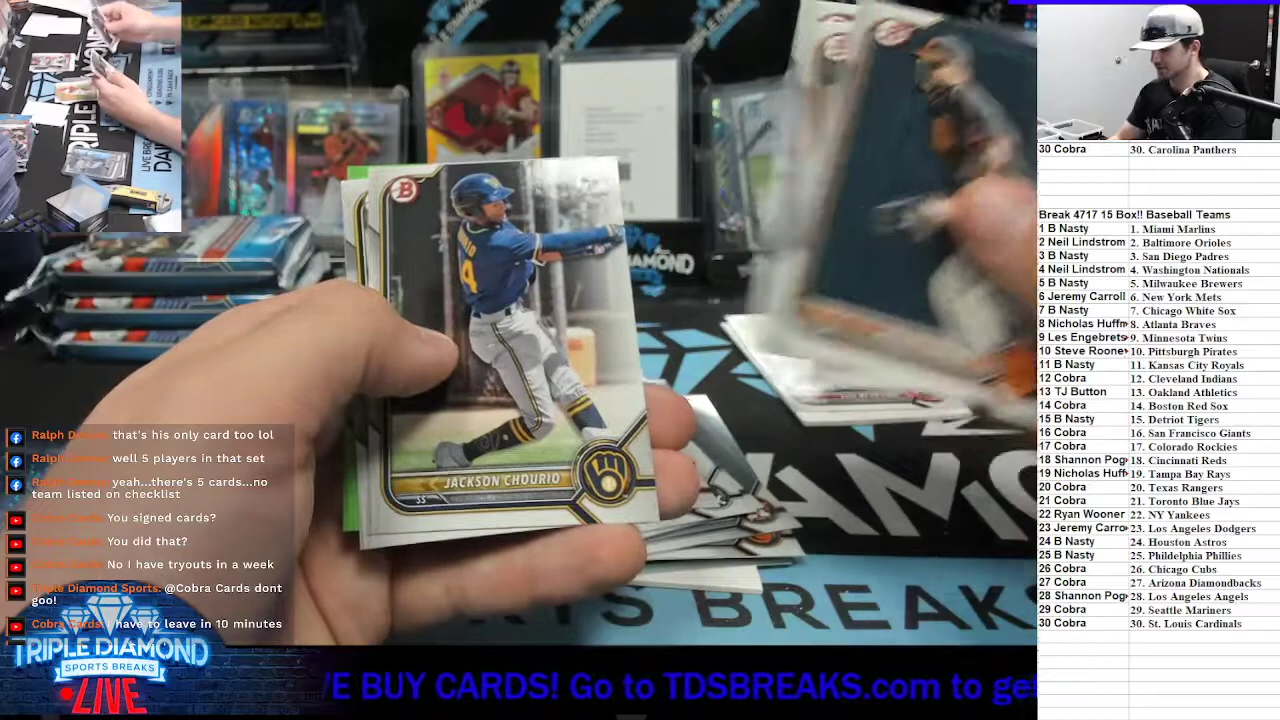 JACKSON CHOURIO
SS
B
4
that's his only card too lol
well 5 players in that set
yeah...there's 5 cards...no
team listed on checklist
You signed cards?
You did that?
No I have tryouts in a week
Triple Diamond Sports: @Cobra Cards dont
goo!
Cobra Cards: I have to leave in 10 minutes
TRIPLE DIAMOND
SPORTS BREAKS
LIVE
AMOND
S BREAKS
E BUY CARDS! Go to TDSBREAKS.com to ge
30 Cobra 30. Carolina Panthers
Break 4717 15 Box!! Baseball Teams
1 B Nasty 1. Miami Marlins
2 Neil Lindstrom 2. Baltimore Orioles
3 B Nasty 3. San Diego Padres
4 Neil Lindstrom 4. Washington Nationals
5 B Nasty 5. Milwaukee Brewers
6 Jeremy Carroll 6. New York Mets
7 B Nasty 7. Chicago White Sox
8 Nicholas Huffm 8. Atlanta Braves
9 Les Engebrets 9. Minnesota Twins
10 Steve Roone 10. Pittsburgh Pirates
11 B Nasty 11. Kansas City Royals
12 Cobra 12. Cleveland Indians
13 TJ Button 13. Oakland Athletics
14 Cobra 14. Boston Red Sox
15 B Nasty 15. Detriot Tigers
16 Cobra 16. San Francisco Giants
17 Cobra 17. Colorado Rockies
18 Shannon Pog 18. Cincinnati Reds
19 Nicholas Huff 19. Tampa Bay Rays
20 Cobra 20. Texas Rangers
21 Cobra 21. Toronto Blue Jays
22 Ryan Wooner 22. NY Yankees
23 Jeremy Carro 23. Los Angeles Dodgers
24 B Nasty 24. Houston Astros
25 B Nasty 25. Phildelphia Phillies
26 Cobra 26. Chicago Cubs
27 Cobra 27. Arizona Diamondbacks
28 Shannon Pog 28. Los Angeles Angels
29 Cobra 29. Seattle Mariners
30 Cobra 30. St. Louis Cardinals